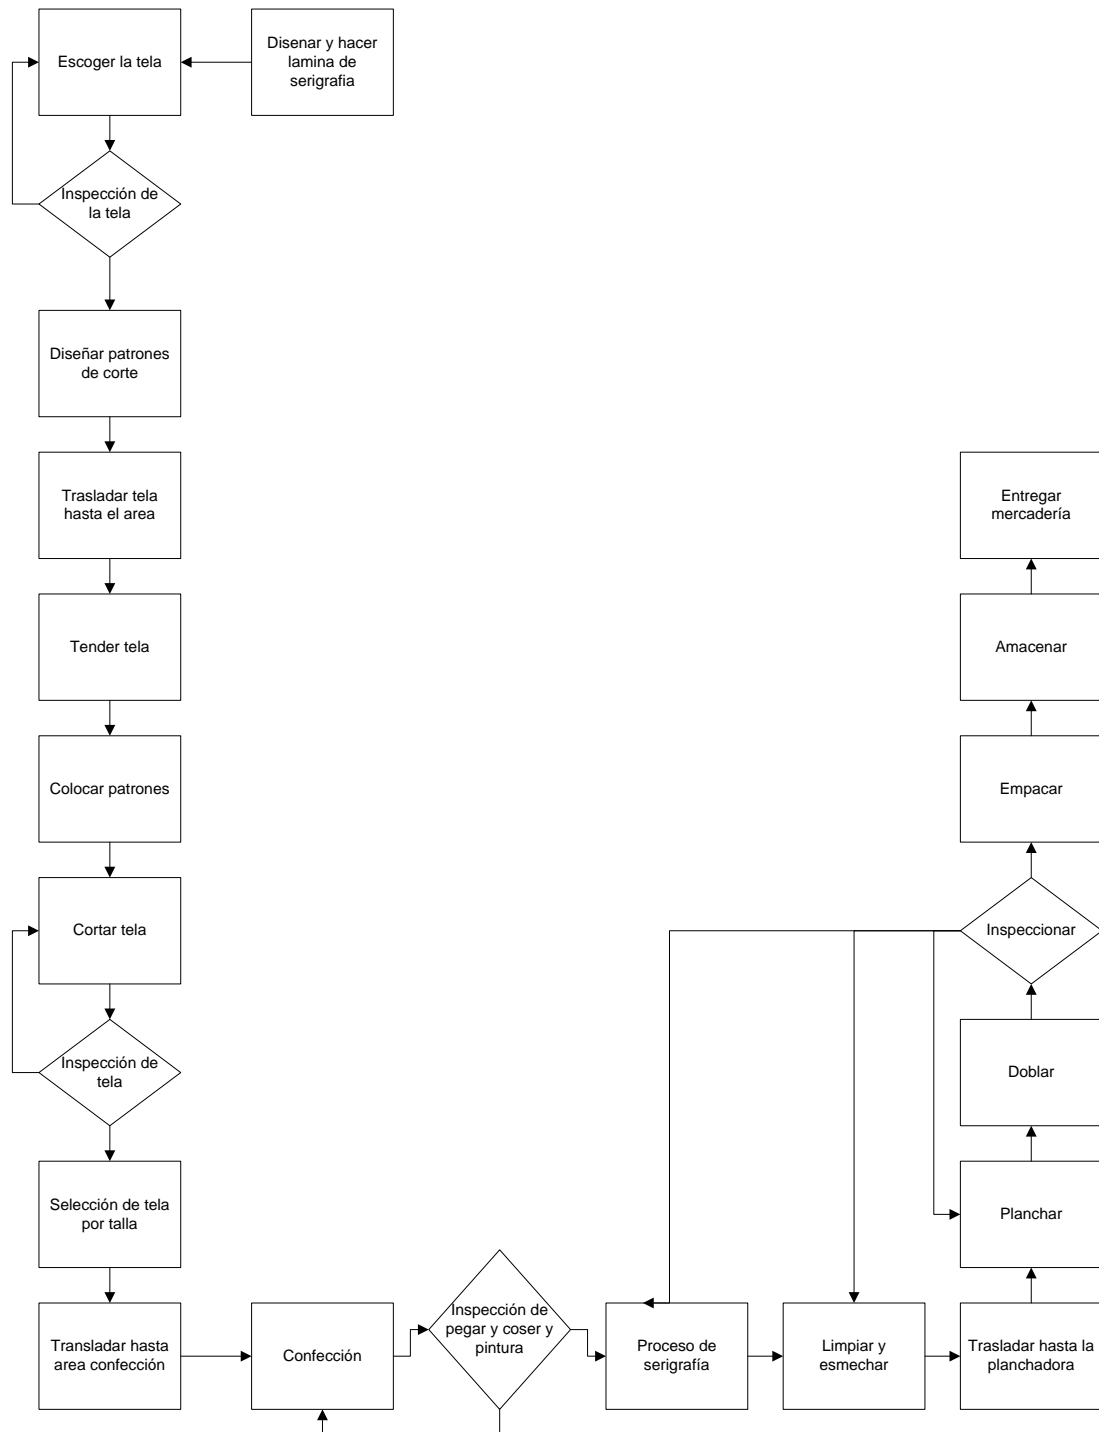 Escoger la tela
Disenar y hacer
lamina de
serigrafia
Inspección de
la tela
Diseñar patrones
de corte
Trasladar tela
hasta el area
Tender tela
Colocar patrones
Cortar tela
Inspección de
tela
Selección de tela
por talla
Transladar hasta
area confección
Confección
Inspección de
pegar y coser y
pintura
Proceso de
serigrafía
Limpiar y
esmechar
Trasladar hasta la
planchadora
Planchar
Doblar
Inspeccionar
Empacar
Amacenar
Entregar
mercadería